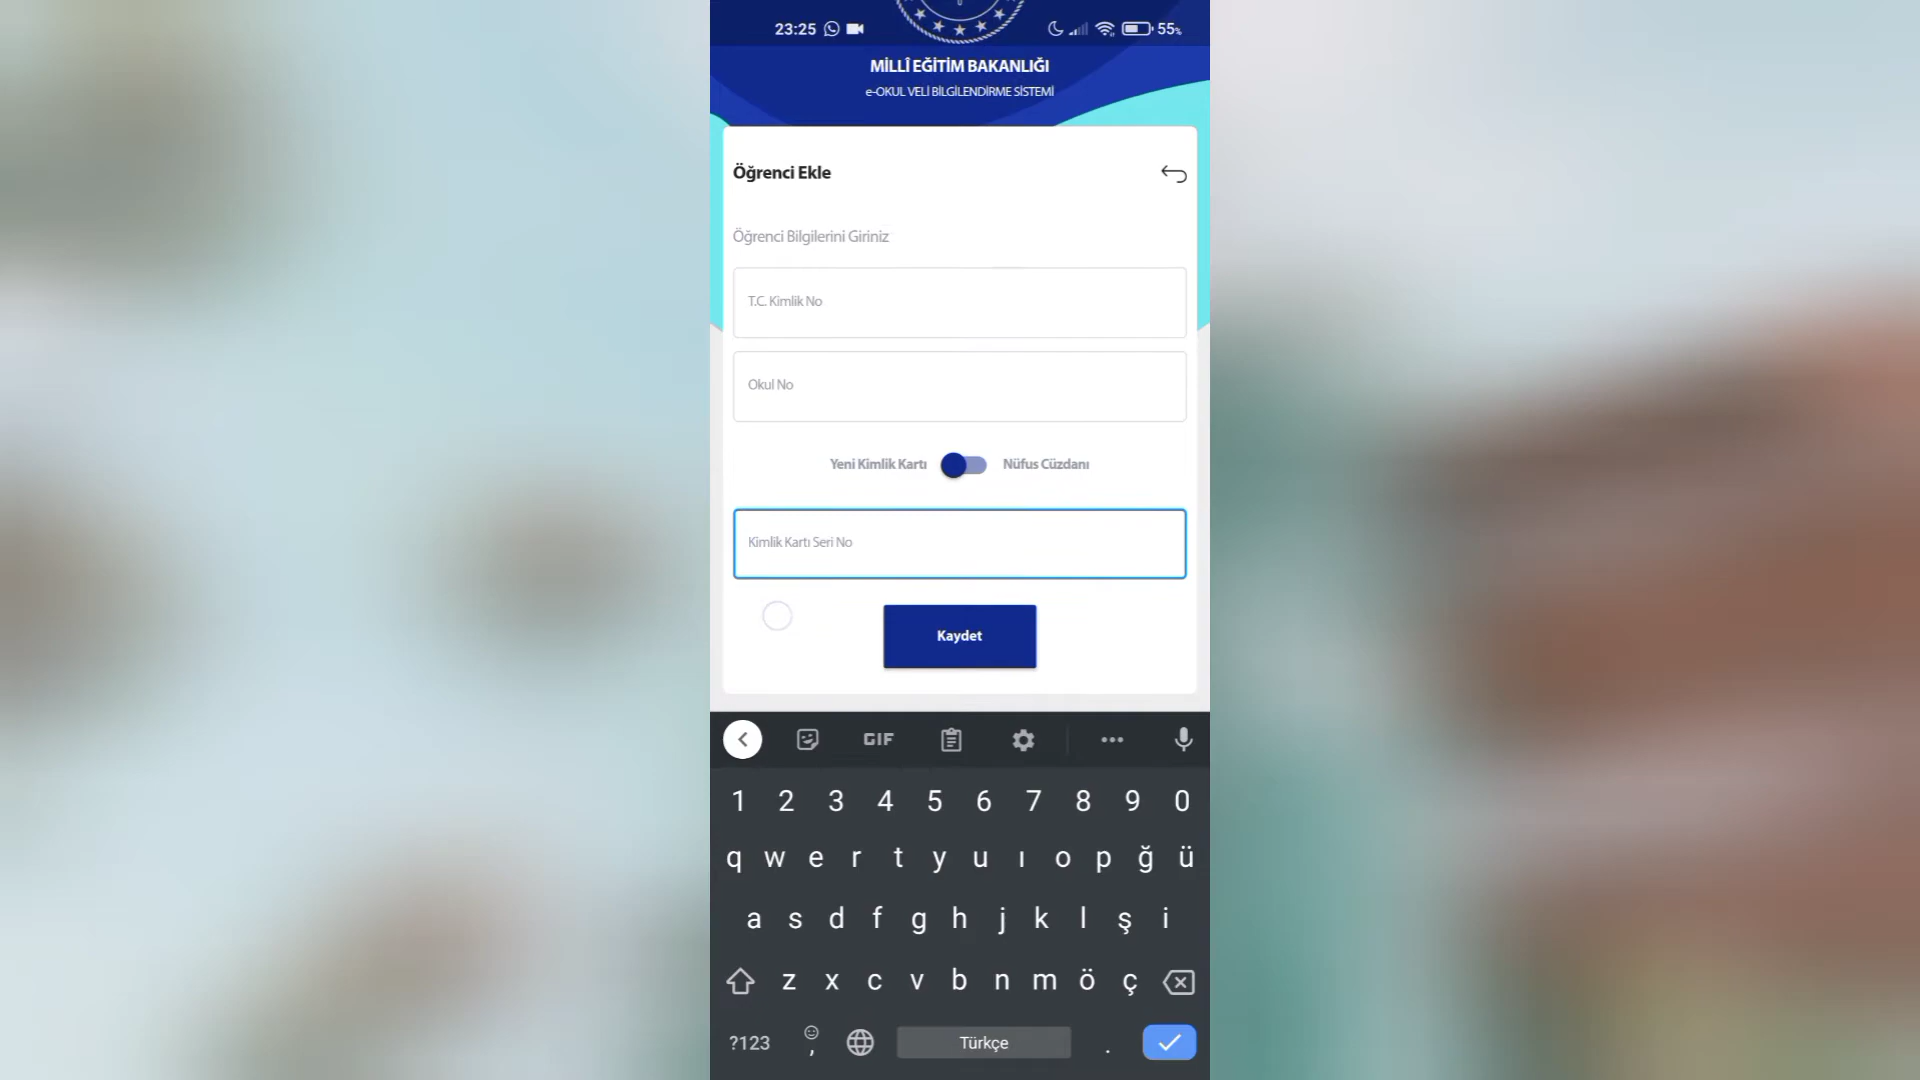 23:25 55%
MİLLÎ EĞİTİM BAKANLIĞI
e-OKUL VELİ BİLGİLENDİRME SİSTEMİ
Öğrenci Ekle
Öğrenci Bilgilerini Giriniz
T.C. Kimlik No
Okul No
Yeni Kimlik Kartı Nüfus Cüzdanı
Kimlik Kartı Seri No
Kaydet
GIF
1 2 3 4 5 6 7 8 9 0
q w e r t y u ı o p ğ ü
a s d f g h j k l ş i
z x c v b n m ö ç
?123 , Türkçe .